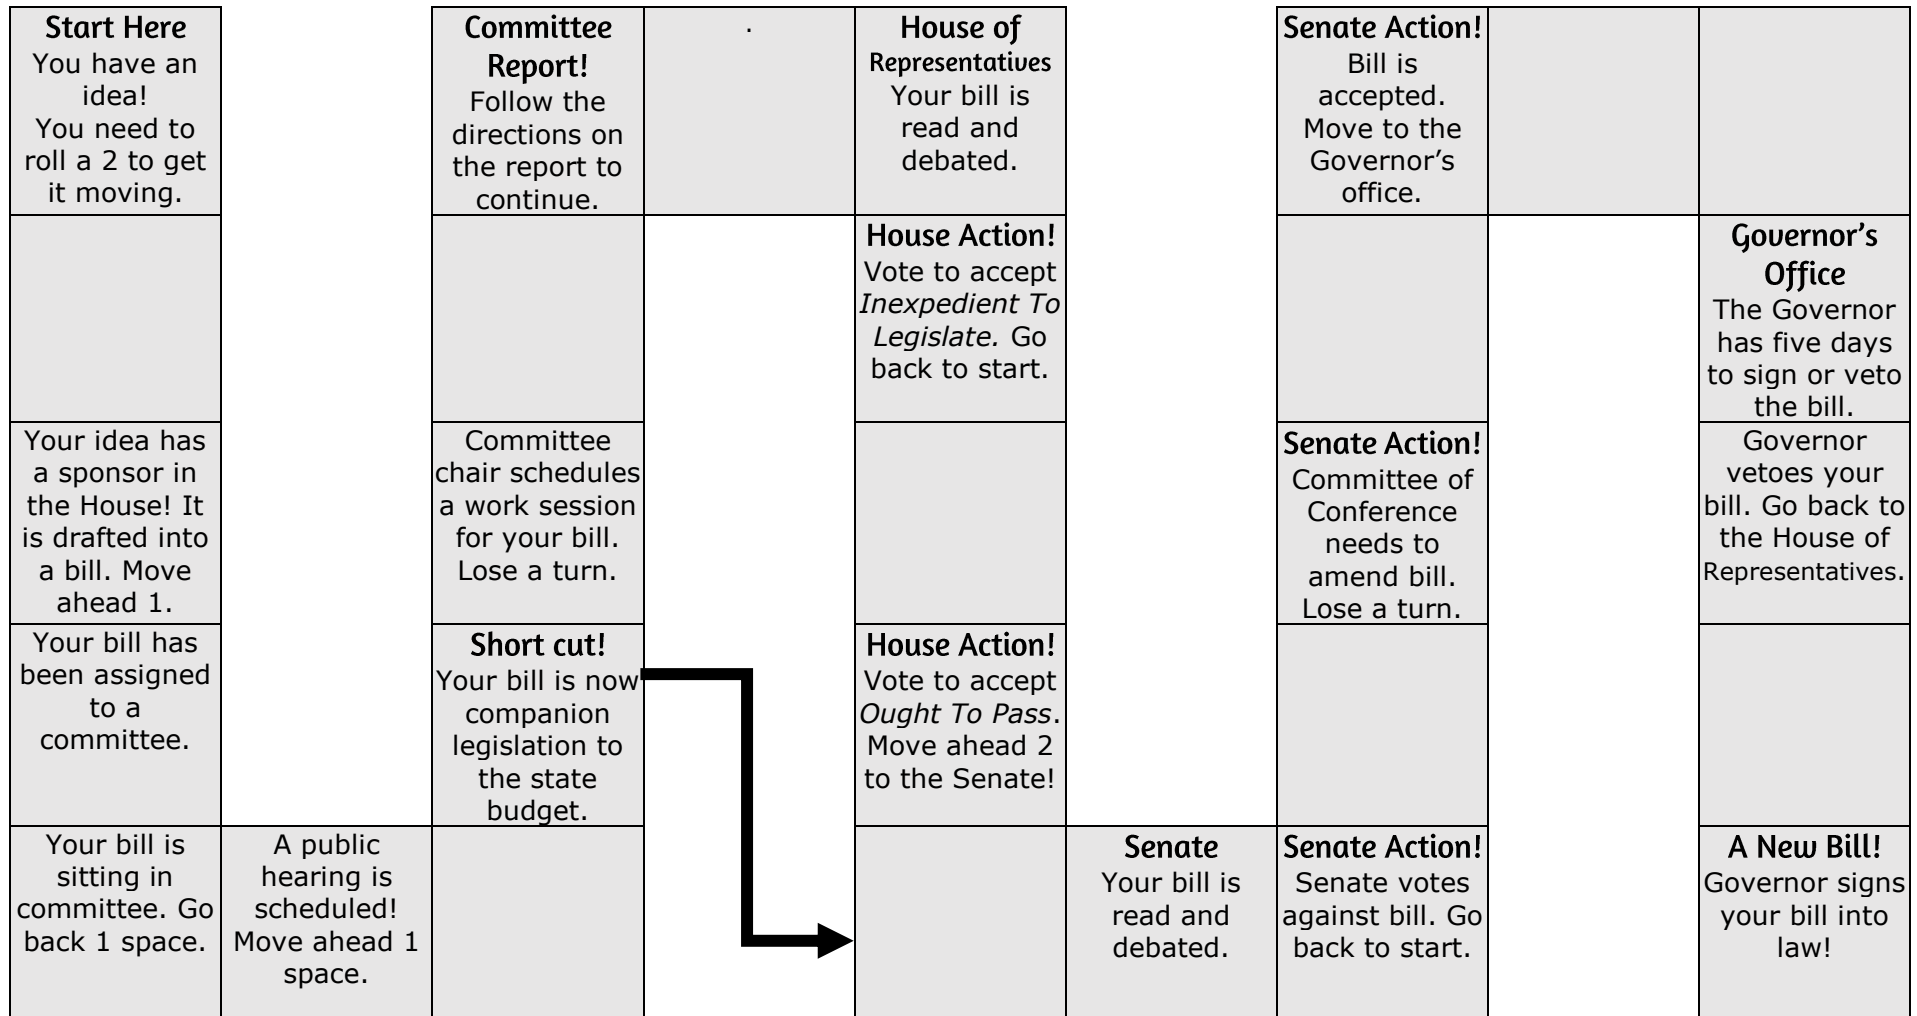 Start Here
You have an
idea!
You need to
roll a 2 to get
it moving.
Your idea has
a sponsor in
the House! It
is drafted into
a bill. Move
ahead 1.
Your bill has
been assigned
to a
committee.
Your bill is
sitting in
committee. Go
back 1 space.
A public
hearing is
scheduled!
Move ahead 1
space.
Short cut!
Your bill is now
companion
legislation to
the state
budget.
Committee
chair schedules
a work session
for your bill.
Lose a turn.
Committee
Report!
Follow the
directions on
the report to
continue.
.
House of
Representatives
Your bill is
read and
debated.
House Action!
Vote to accept
Inexpedient To
Legislate. Go
back to start.
House Action!
Vote to accept
Ought To Pass.
Move ahead 2
to the Senate!
Senate
Your bill is
read and
debated.
Senate Action!
Senate votes
against bill. Go
back to start.
Senate Action!
Committee of
Conference
needs to
amend bill.
Lose a turn.
Senate Action!
Bill is
accepted.
Move to the
Governor’s
office.
Governor’s
Office
The Governor
has five days
to sign or veto
the bill.
Governor
vetoes your
bill. Go back to
the House of
Representatives.
A New Bill!
Governor signs
your bill into
law!